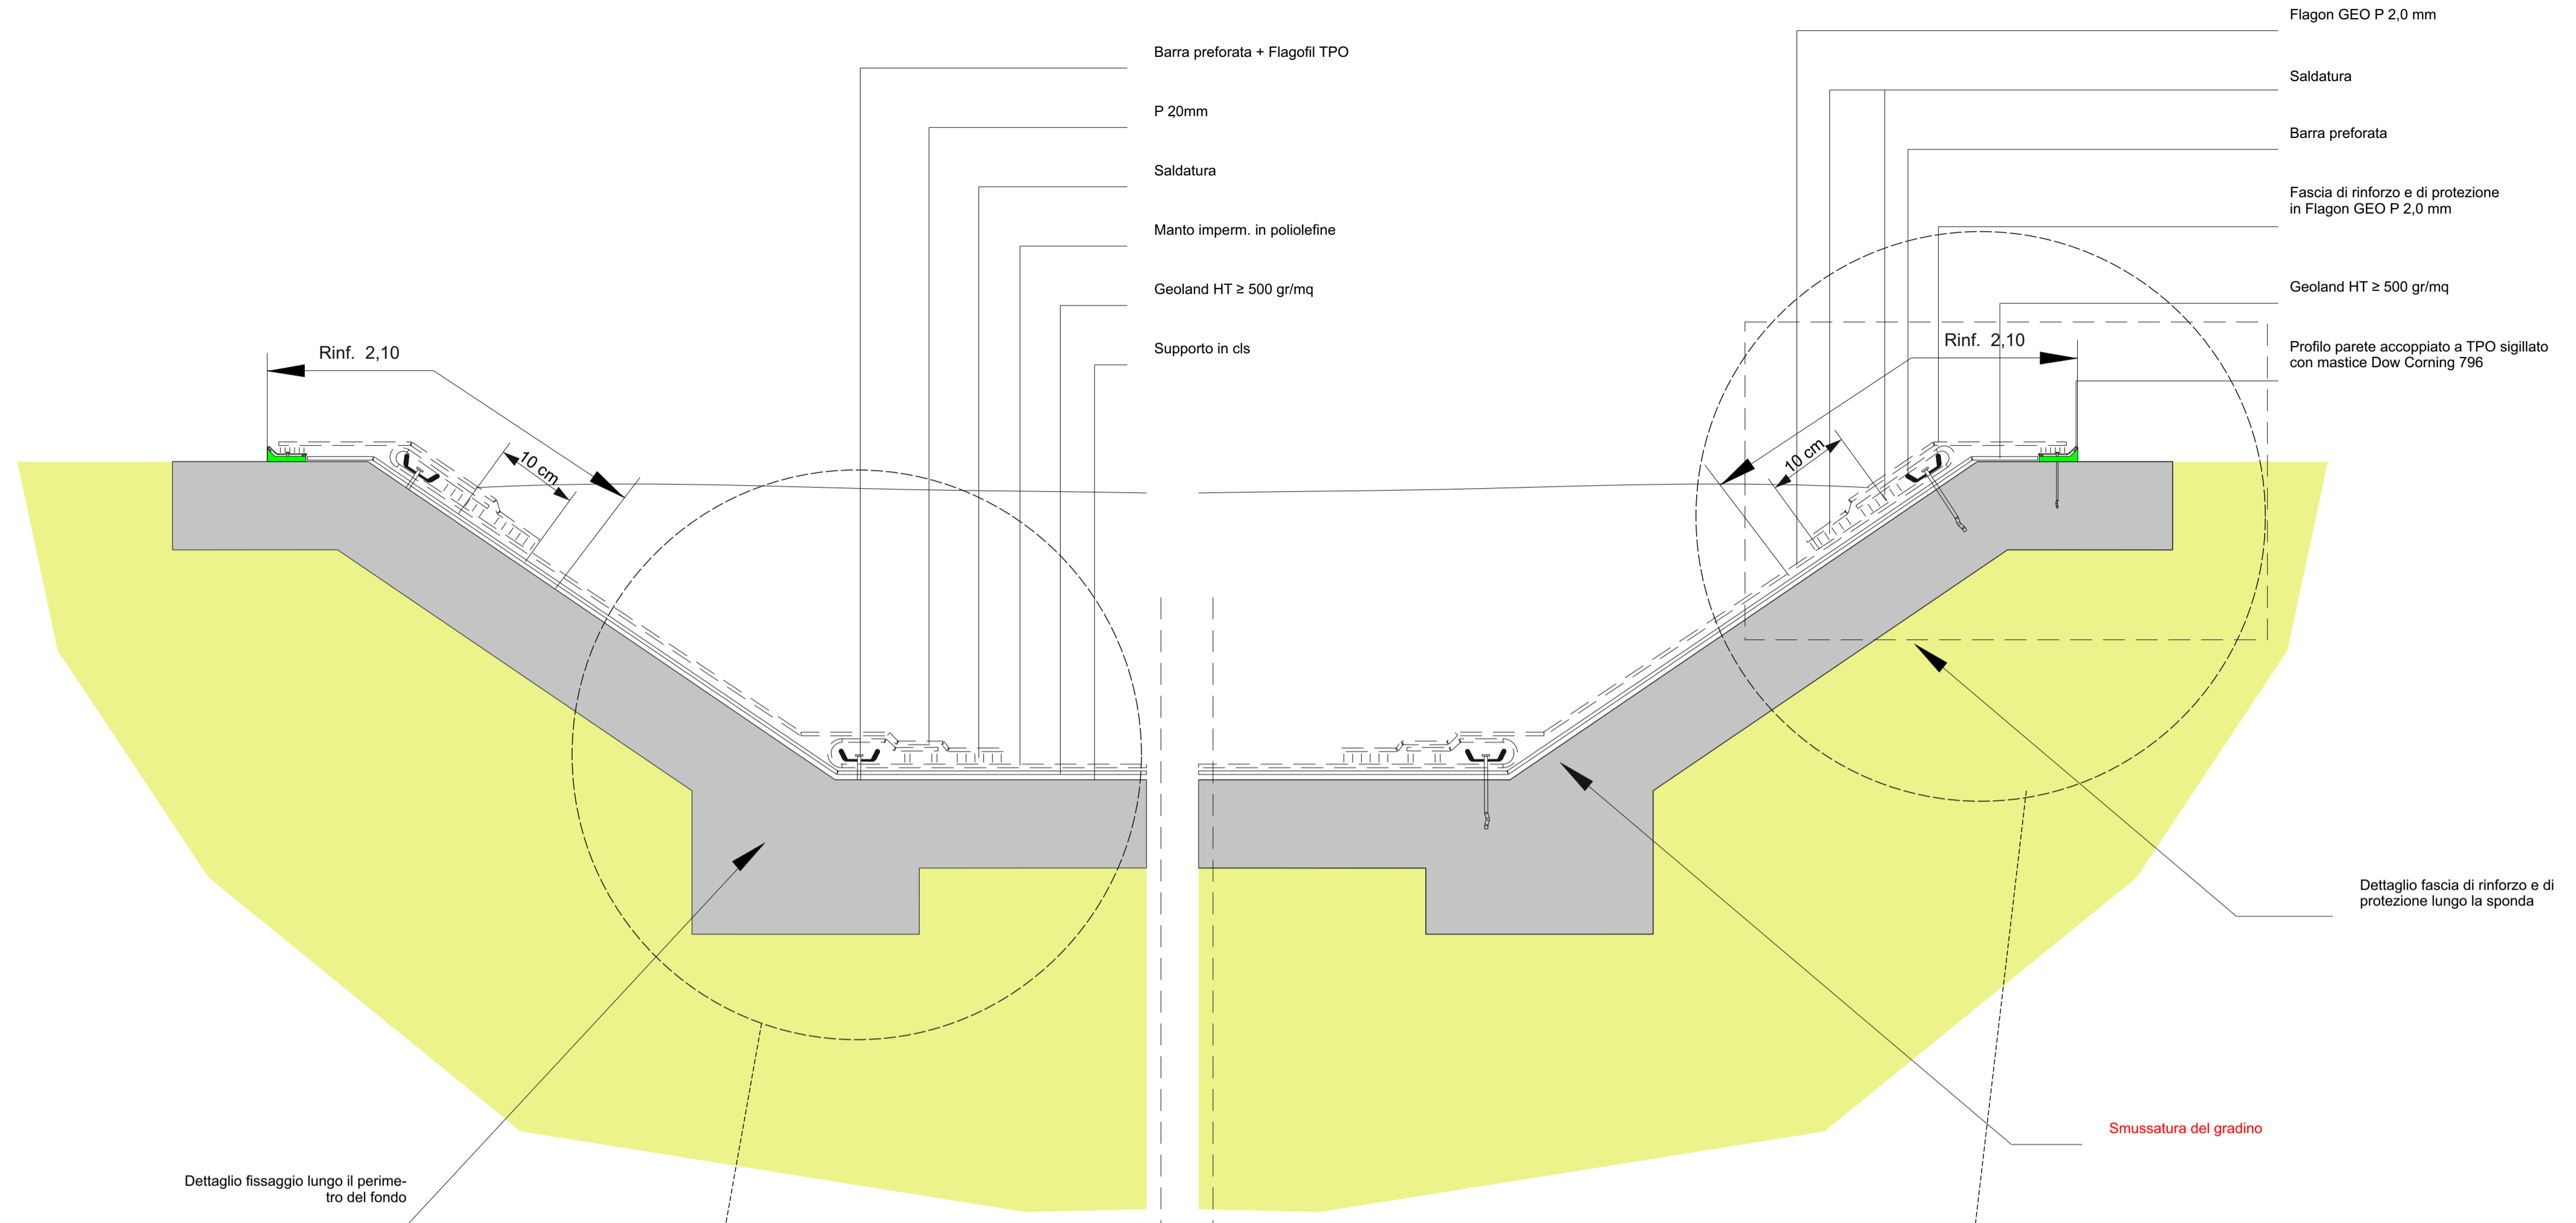 Flagon GEO P 2,0 mm
Barra preforata + Flagofil TPO
Saldatura
P 2,0mm
Barra preforata
Saldatura
Fascia di rinforzo e di protezione
in Flagon GEO P 2,0 mm
Manto imperm. in poliolefine
Geoland HT ≥ 500 gr/mq
Geoland HT ≥ 500 gr/mq
Supporto in cls
Rinf. 2,10
Rinf. 2,10
Profilo parete accoppiato a TPO sigillato
con mastice Dow Corning 796
10 cm
10 cm
Dettaglio fascia di rinforzo e di
protezione lungo la sponda
Smussatura del gradino
Dettaglio fissaggio lungo il perime-
tro del fondo